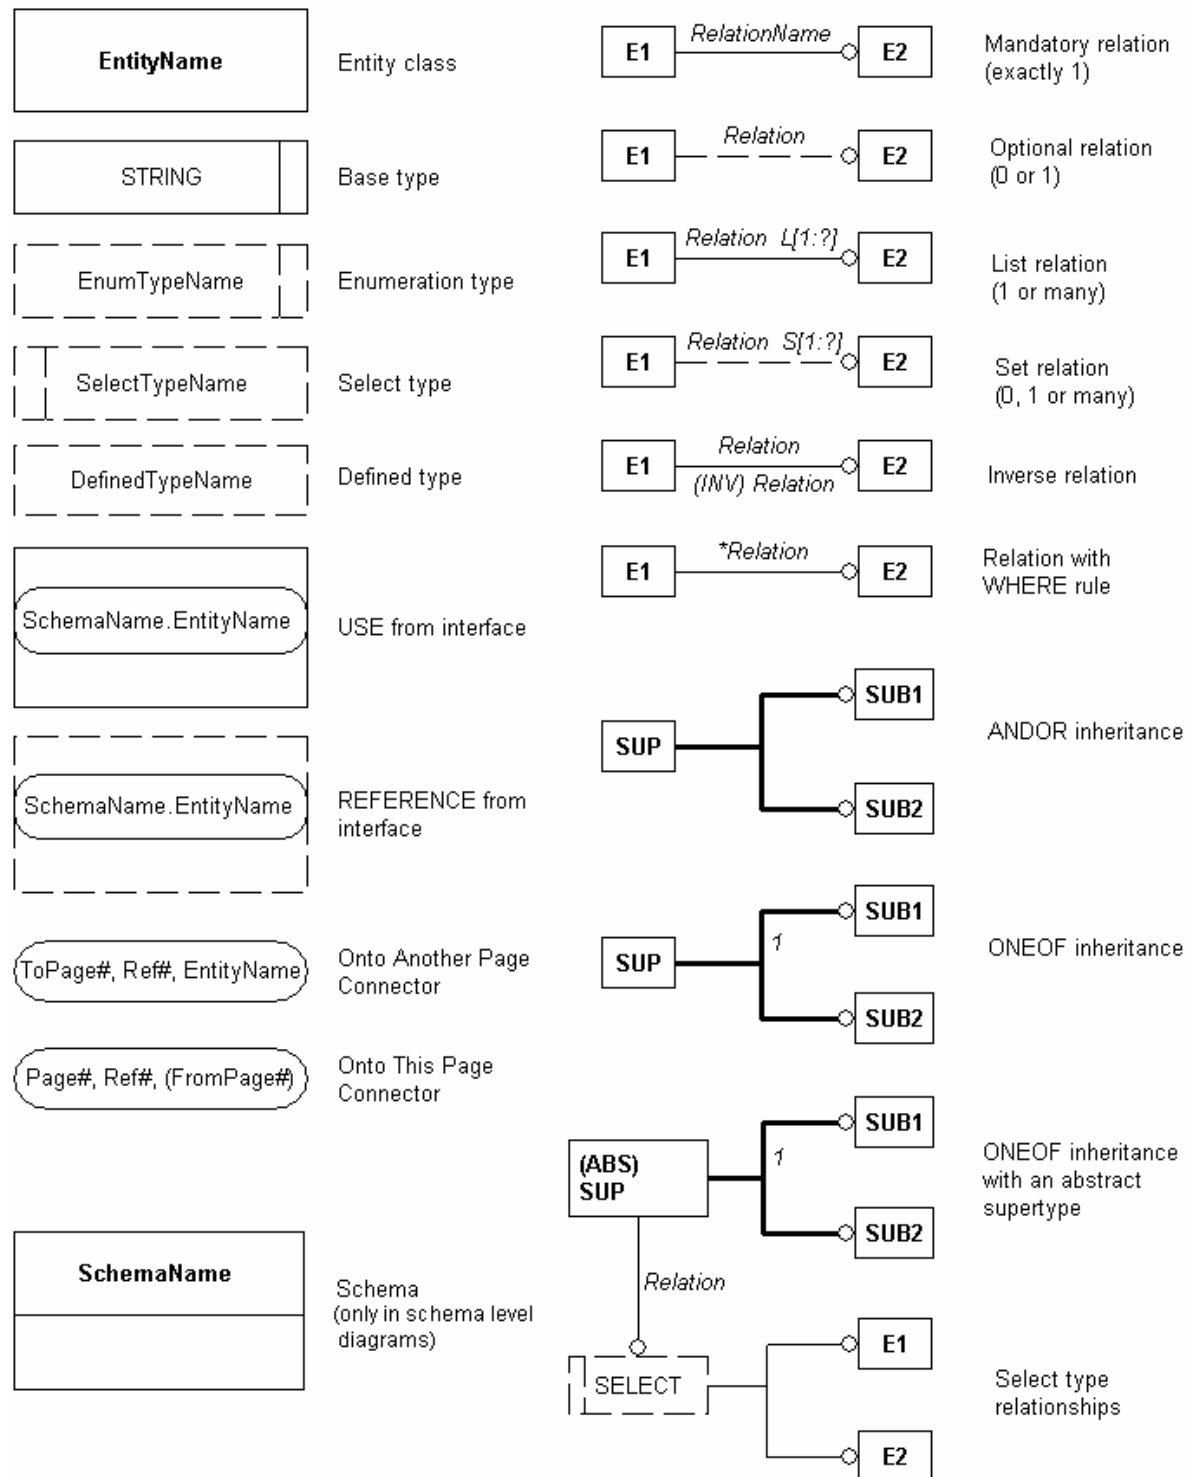 EntityName
Entity class
STRING
Base type
EnumTypeName
Enumeration type
SelectTypeName
Select type
DefinedTypeName
Defined type
SchemaName.EntityName
USE from interface
SchemaName.EntityName
REFERENCE from
interface
ToPage#, Ref#, EntityName
Onto Another Page
Connector
Page#, Ref#, (FromPage#)
Onto This Page
Connector
SchemaName
Schema
(only in schema level
diagrams)
E1
RelationName
E2
Mandatory relation
(exactly 1)
E1
Relation
E2
Optional relation
(0 or 1)
E1
Relation L[1:?]
E2
List relation
(1 or many)
E1
Relation S[1:?]
E2
Set relation
(0, 1 or many)
E1
Relation
(INV) Relation
E2
Inverse relation
E1
*Relation
E2
Relation with
WHERE rule
SUP
SUB1
SUB2
ANDOR inheritance
SUP
1
SUB1
SUB2
ONEOF inheritance
(ABS)
SUP
1
SUB1
SUB2
ONEOF inheritance
with an abstract
supertype
Relation
SELECT
E1
E2
Select type
relationships